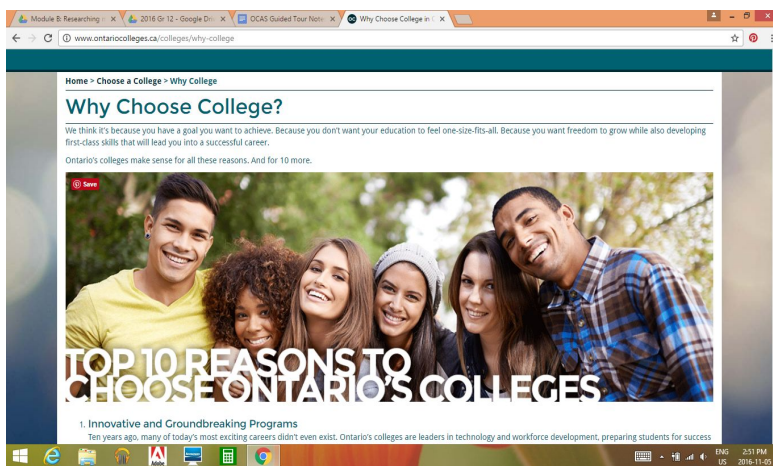 Module 8: Researching
2016 Gr 12 - Google Dri
OCAS Guided Tour Note
Why Choose College in
www.ontariocolleges.ca/colleges/why-college
Home > Choose a College > Why College
Why Choose College?
We think it's because you have a goal you want to achieve. Because you don't want your education to feel one-size-fits-all. Because you want freedom to grow while also developing
first-class skills that will lead you into a successful career.
Ontario's colleges make sense for all these reasons. And for 10 more.
Save
TOP 10 REASONS TO
CHOOSE ONTARIO'S COLLEGES
1. Innovative and Groundbreaking Programs
Ten years ago, many of today's most exciting careers didn't even exist. Ontario's colleges are leaders in technology and workforce development, preparing students for success
Adobe
ENG 2:51 PM
US 2016-11-05